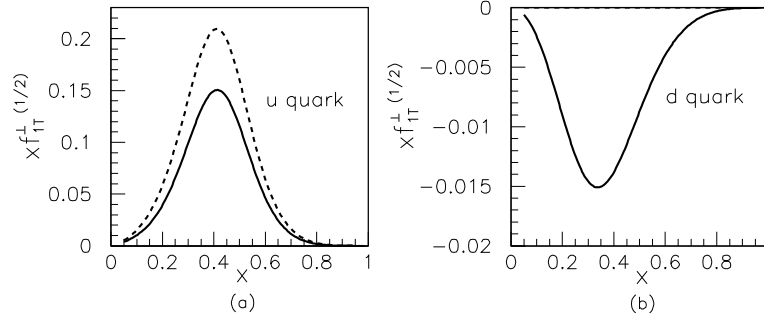 x f⊥1T (1/2)
0.2
0.15
0.1
0.05
0
0 0.2 0.4 0.6 0.8 1
x
u quark
(a)
x f⊥1T (1/2)
0
−0.005
−0.01
−0.015
−0.02
0 0.2 0.4 0.6 0.8
x
d quark
(b)